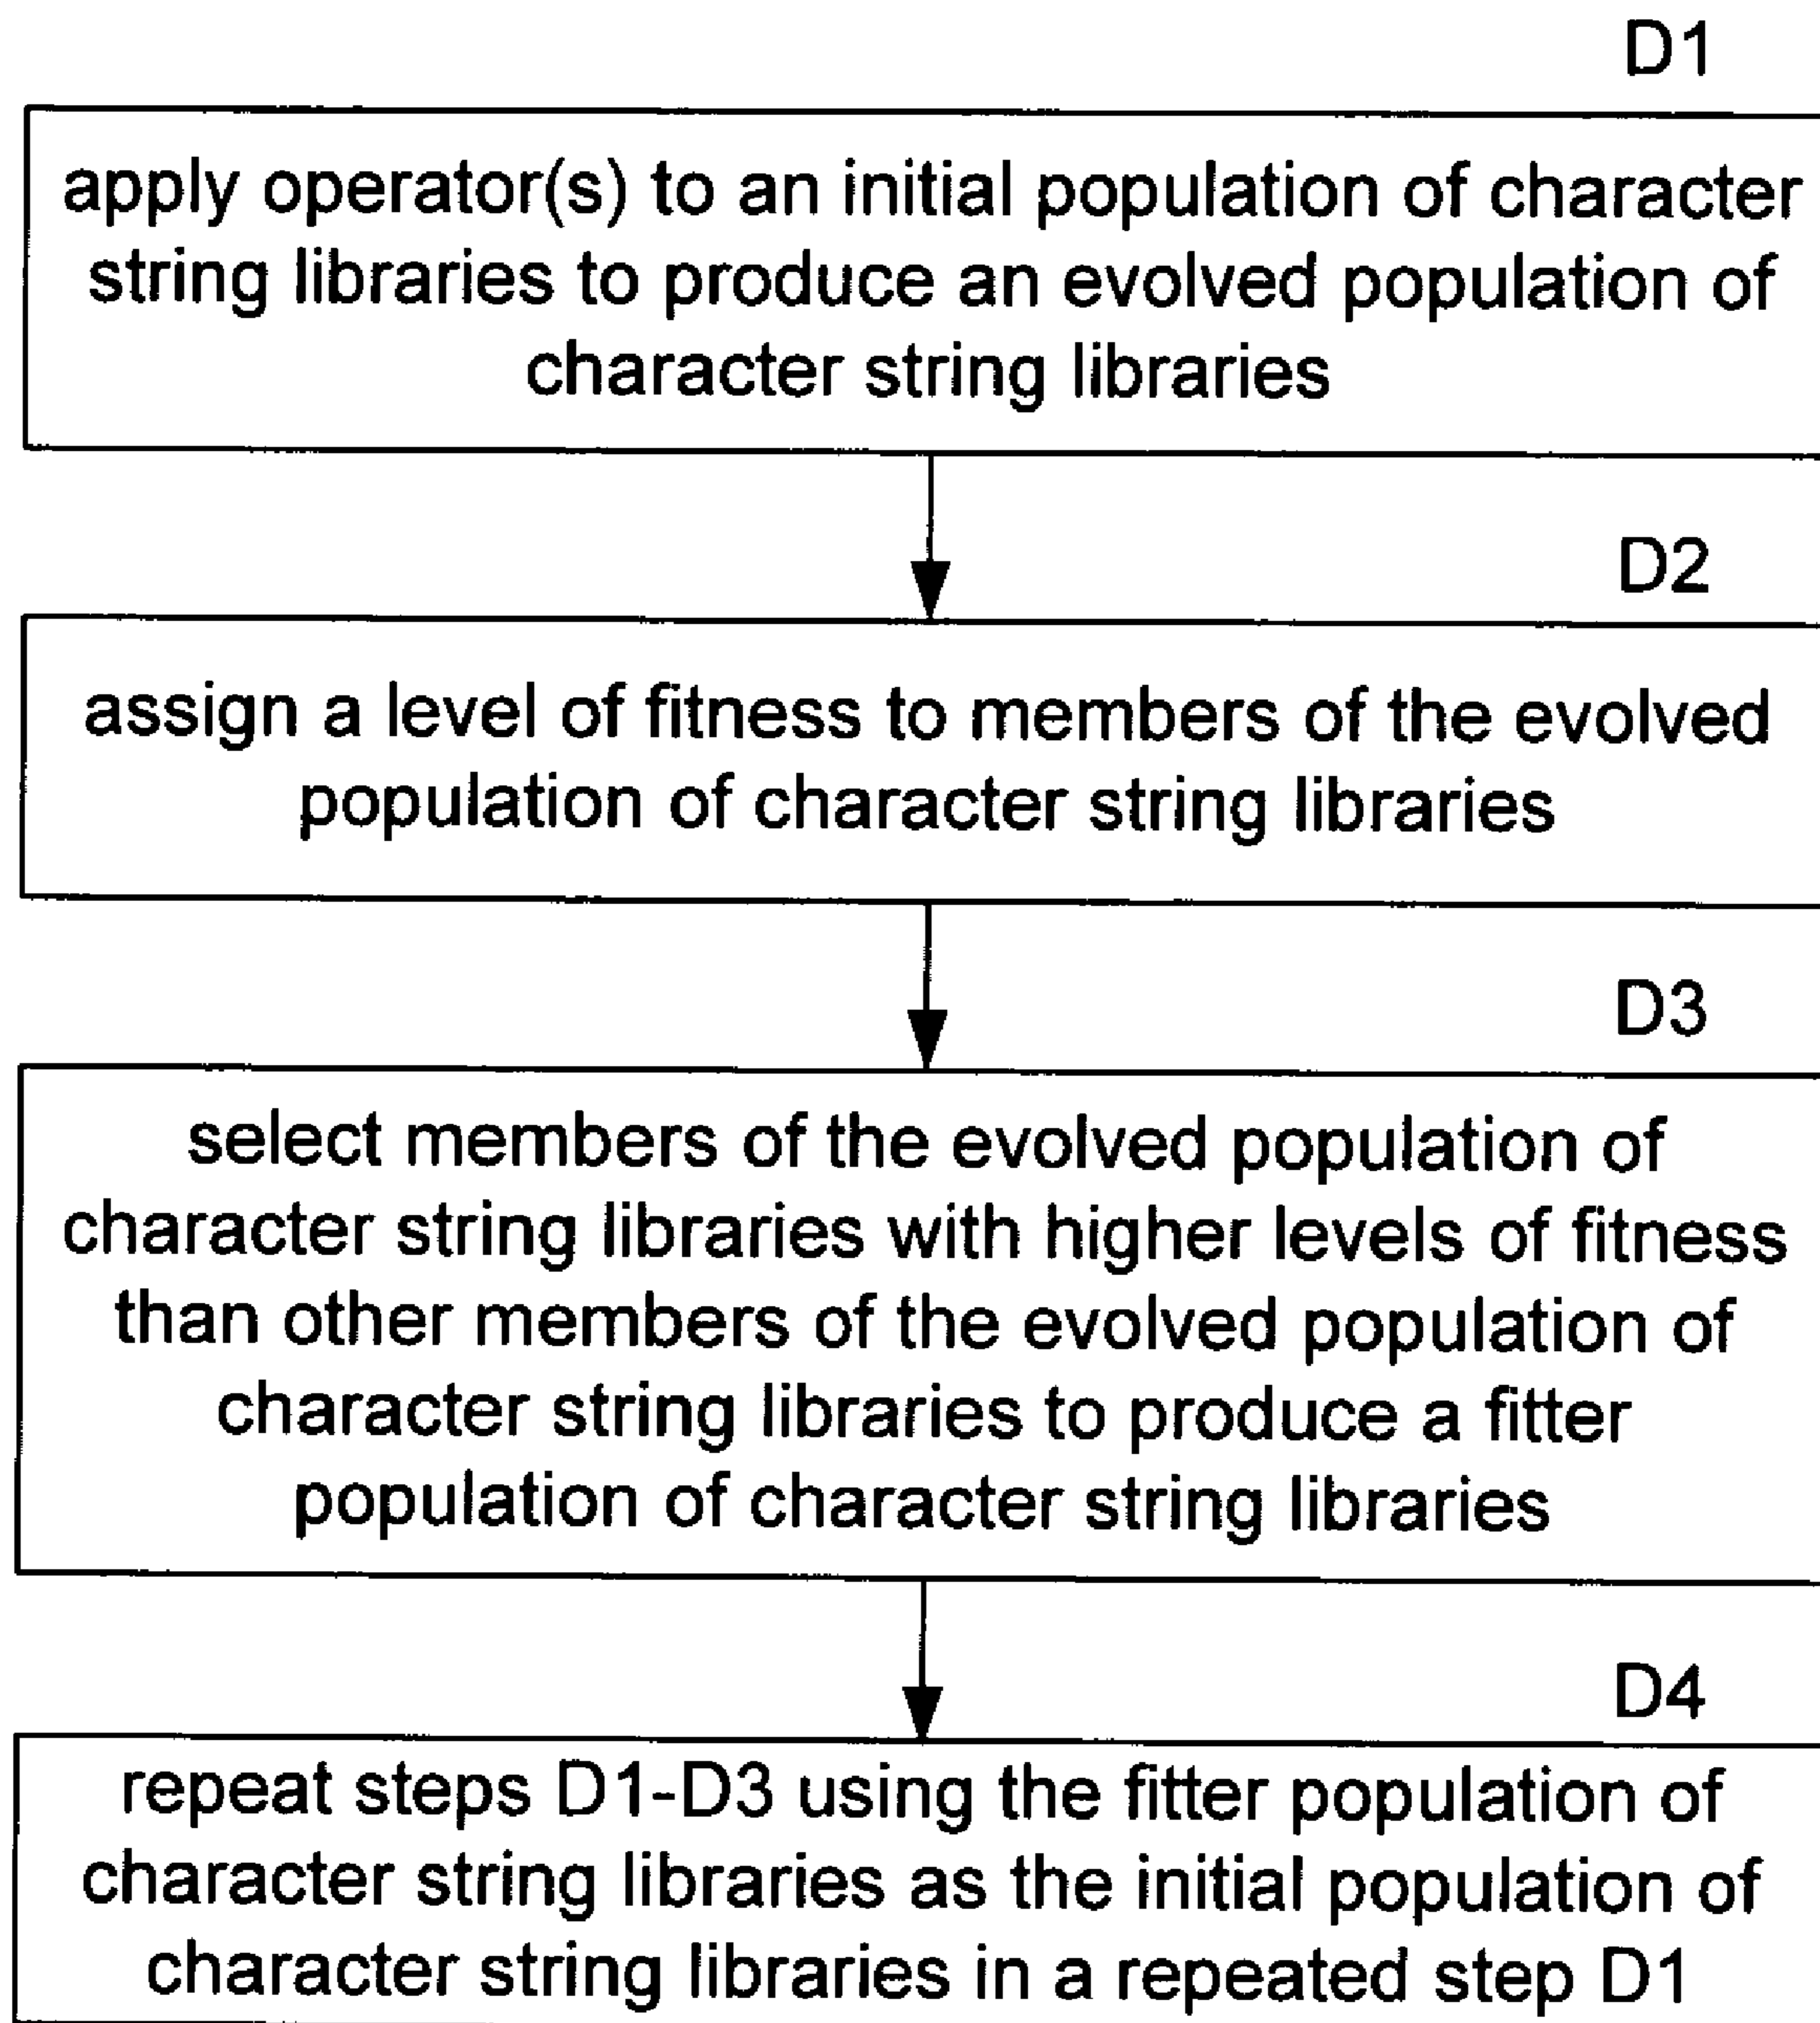 D1
apply operator(s) to an initial population of character
string libraries to produce an evolved population of
character string libraries
D2
assign a level of fitness to members of the evolved
population of character string libraries
D3
select members of the evolved population of
character string libraries with higher levels of fitness
than other members of the evolved population of
character string libraries to produce a fitter
population of character string libraries
D4
repeat steps D1-D3 using the fitter population of
character string libraries as the initial population of
character string libraries in a repeated step D1